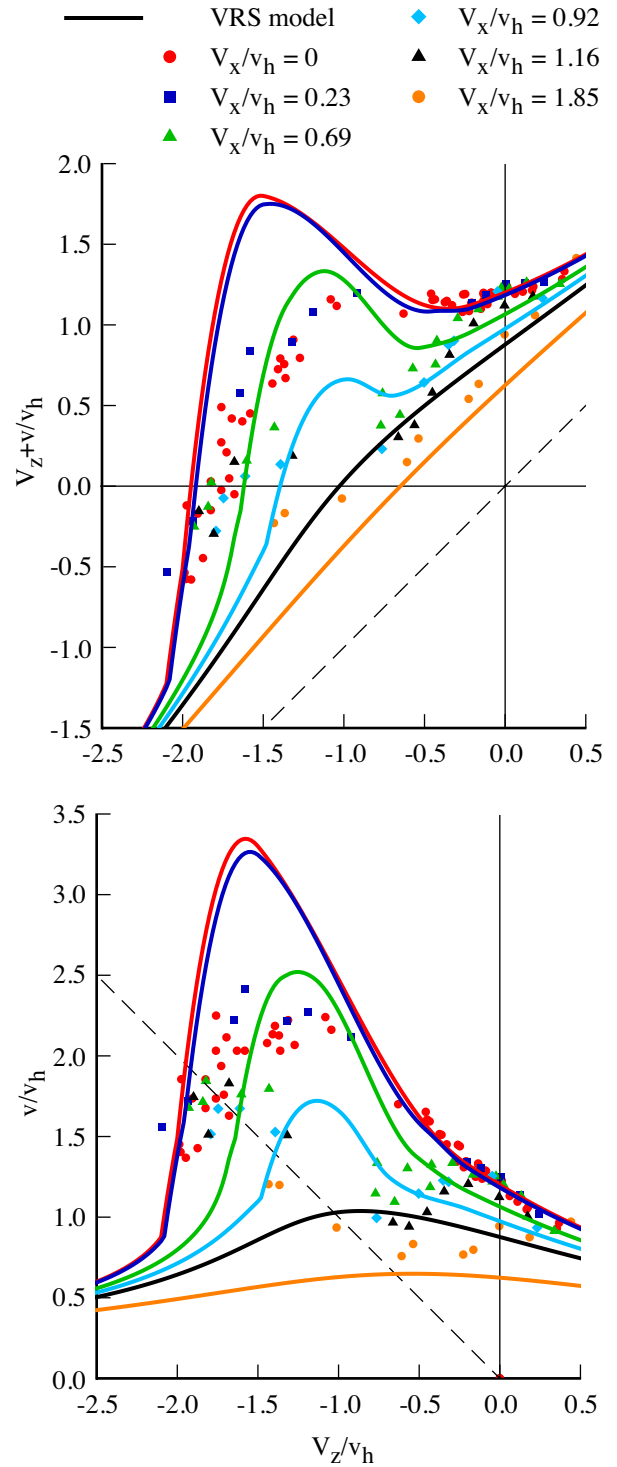 VRS model
V_x/v_h = 0
V_x/v_h = 0.23
V_x/v_h = 0.69
V_x/v_h = 0.92
V_x/v_h = 1.16
V_x/v_h = 1.85
2.0
1.5
1.0
0.5
0.0
-0.5
-1.0
-1.5
V_z+v/v_h
-2.5 -2.0 -1.5 -1.0 -0.5 0.0 0.5
3.5
3.0
2.5
2.0
1.5
1.0
0.5
0.0
v/v_h
-2.5 -2.0 -1.5 -1.0 -0.5 0.0 0.5
V_z/v_h